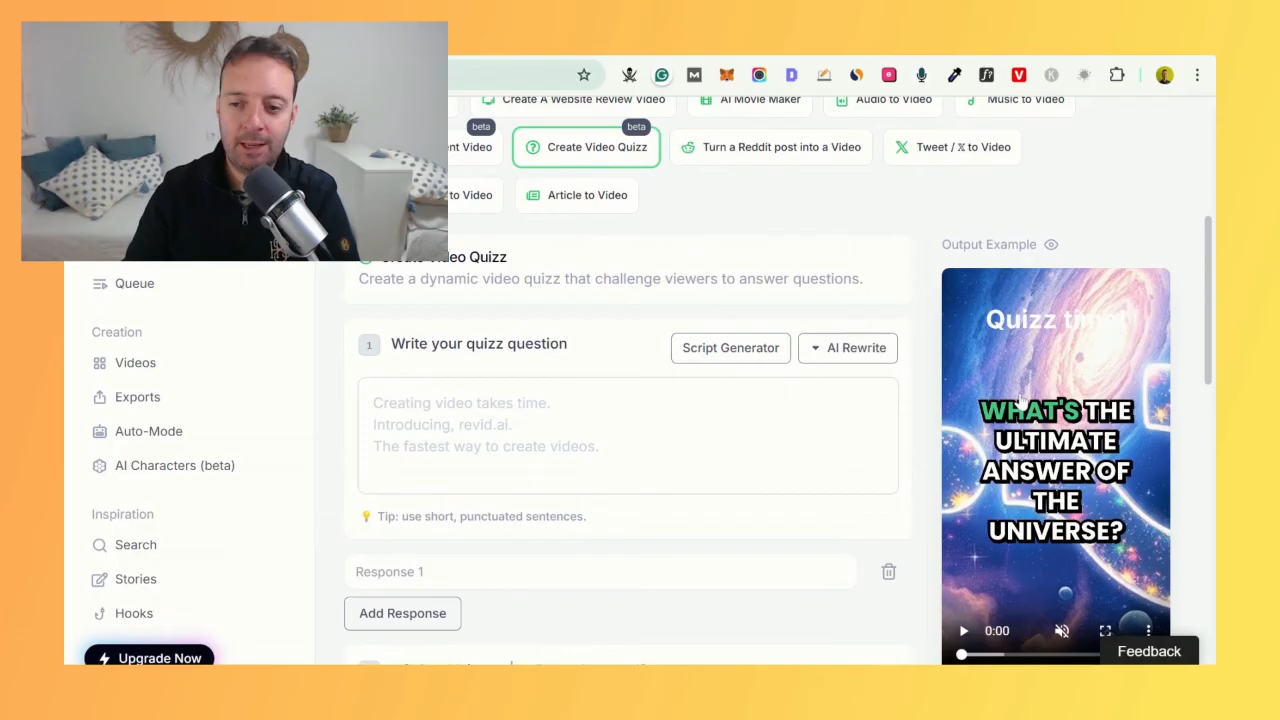 Create A Website Review Video
AI Movie Maker
Audio to Video
Music to Video
beta
beta
nt Video
Create Video Quizz
Turn a Reddit post into a Video
Tweet / X to Video
to Video
Article to Video
Create Video Quizz
Create a dynamic video quizz that challenge viewers to answer questions.
Output Example
Queue
Creation
Videos
Exports
Auto-Mode
AI Characters (beta)
Inspiration
Search
Stories
Hooks
Upgrade Now
1
Write your quizz question
Script Generator
AI Rewrite
Creating video takes time.
Introducing, revid.ai.
The fastest way to create videos.
Tip: use short, punctuated sentences.
Response 1
Add Response
Quizz time!
WHAT'S THE
ULTIMATE
ANSWER OF
THE
UNIVERSE?
0:00
Feedback